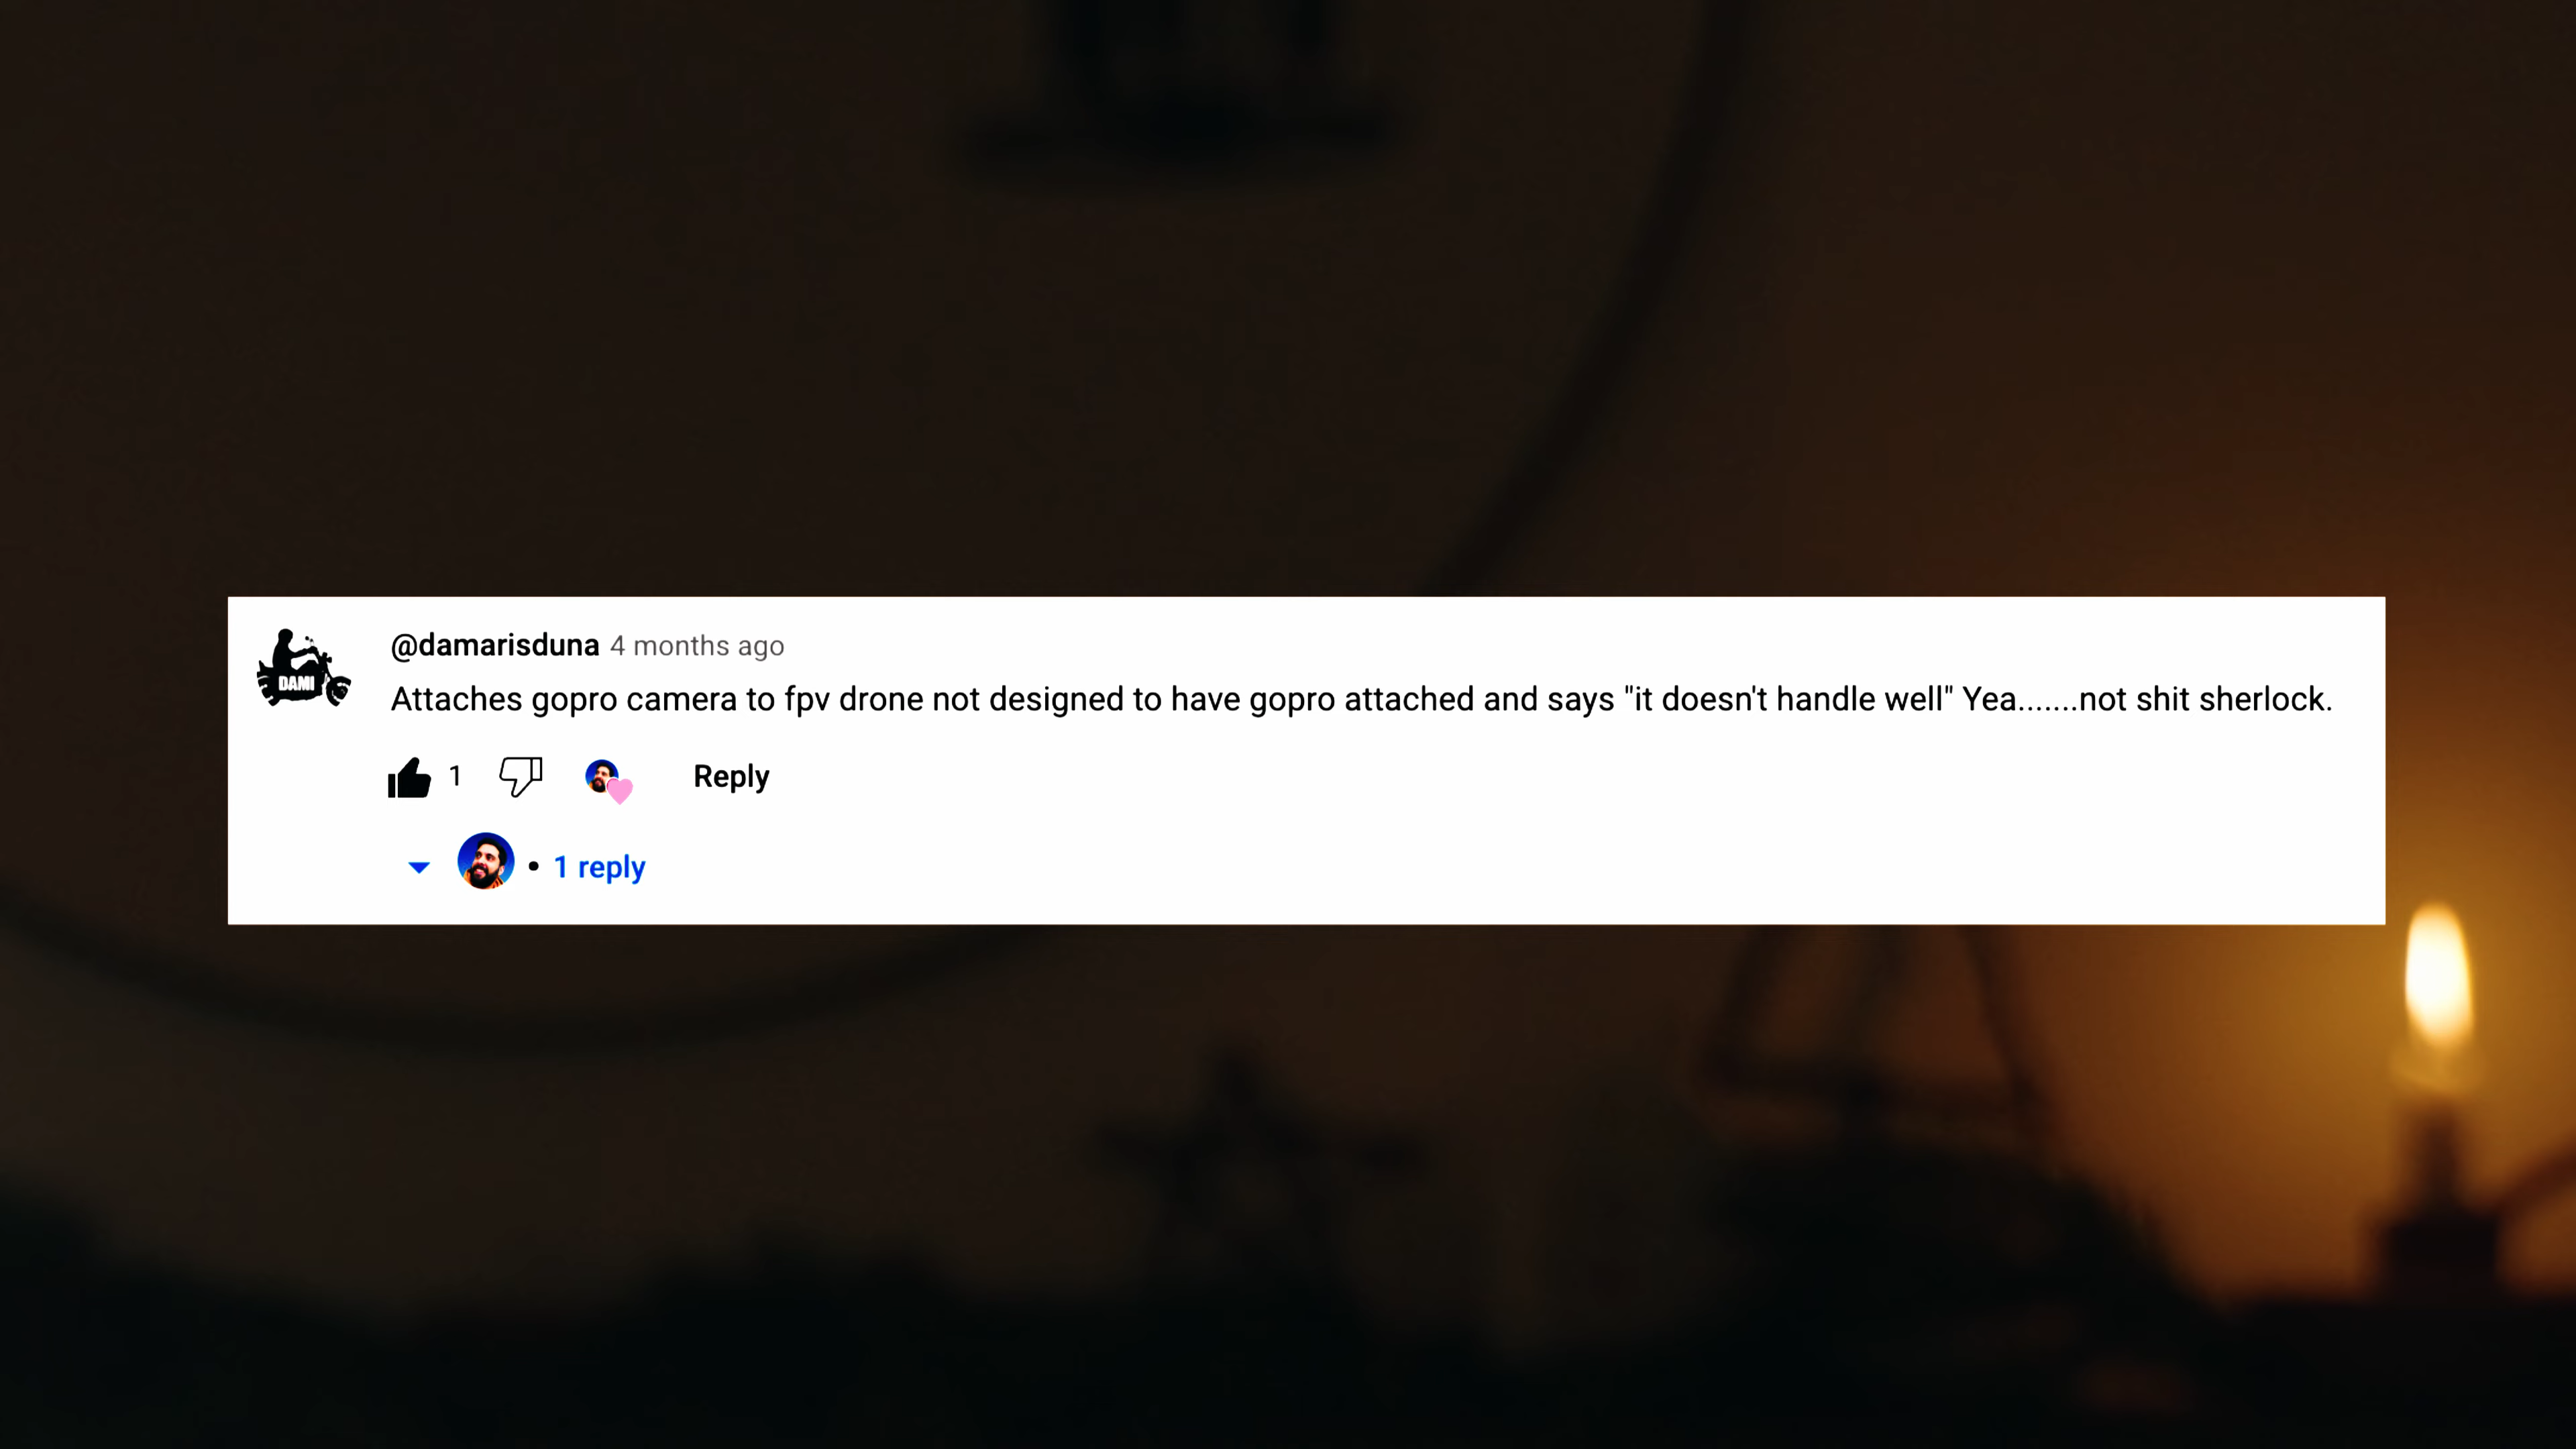 @damarisduna 4 months ago
DAMI
Attaches gopro camera to fpv drone not designed to have gopro attached and says "it doesn't handle well" Yea.......not shit sherlock.
1 Reply
• 1 reply